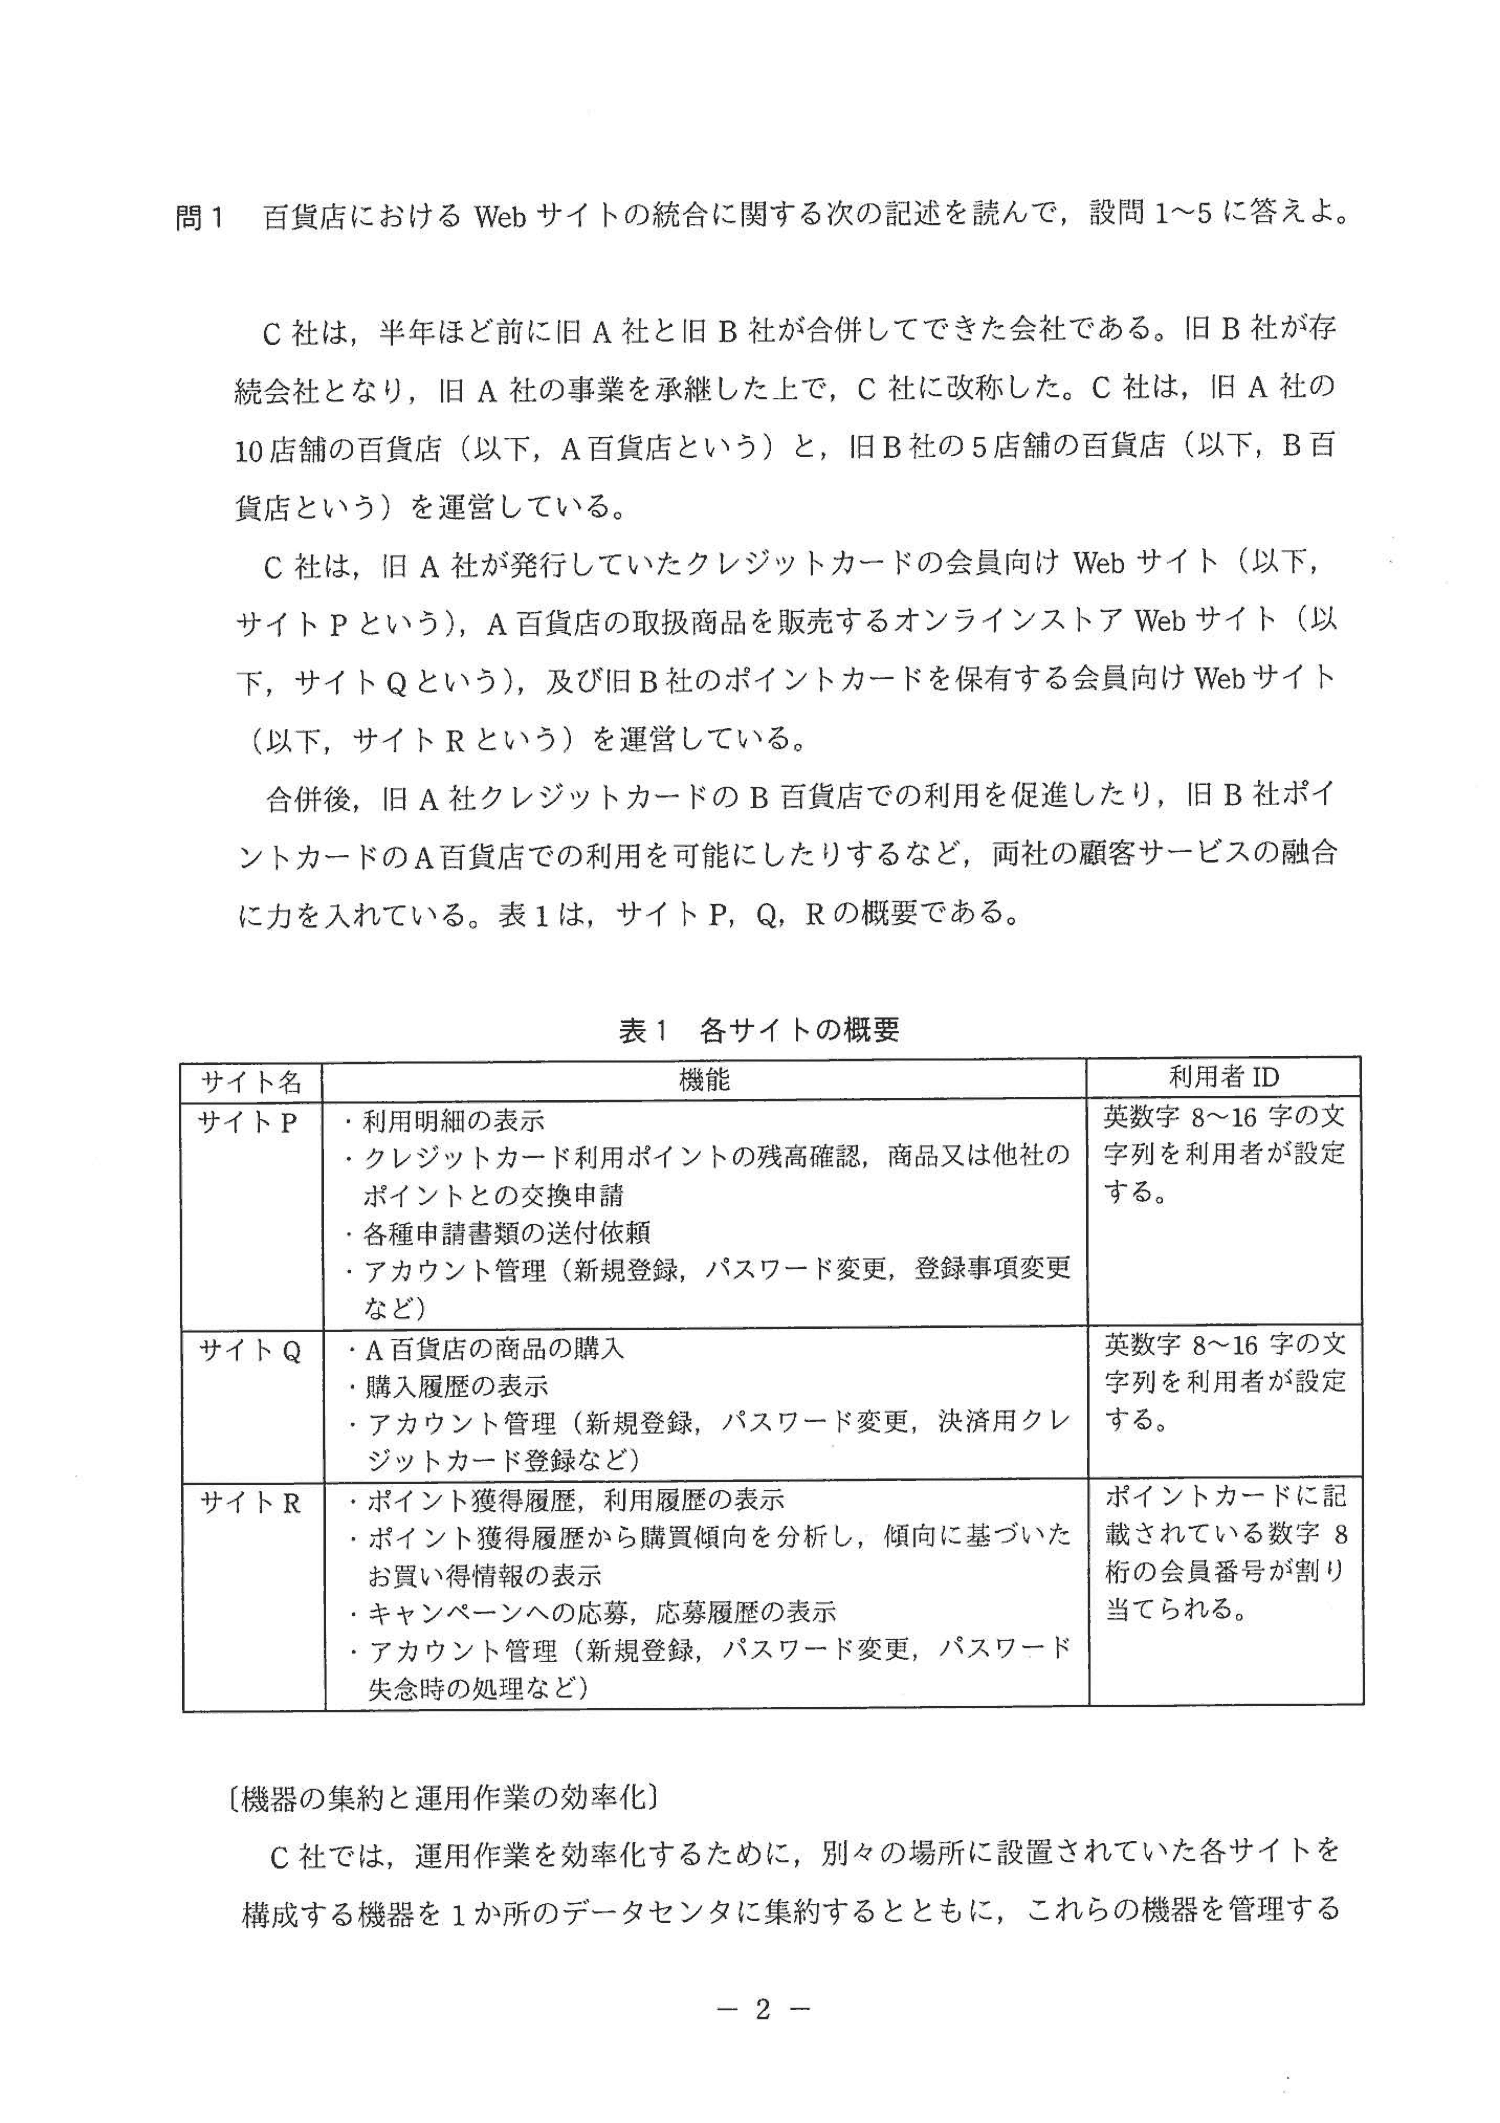 問1　百貨店における Web サイトの統合に関する次の記述を読んで，設問 1～5 に答えよ。
C 社は，半年ほど前に旧 A 社と旧 B 社が合併してできた会社である。旧 B 社が存
続会社となり，旧 A 社の事業を承継した上で，C 社に改称した。C 社は，旧 A 社の
10 店舗の百貨店（以下，A 百貨店という）と，旧 B 社の 5 店舗の百貨店（以下，B 百
貨店という）を運営している。
C 社は，旧 A 社が発行していたクレジットカードの会員向け Web サイト（以下，
サイト P という），A 百貨店の取扱商品を販売するオンラインストア Web サイト（以
下，サイト Q という），及び旧 B 社のポイントカードを保有する会員向け Web サイト
（以下，サイト R という）を運営している。
合併後，旧 A 社クレジットカードの B 百貨店での利用を促進したり，旧 B 社ポイ
ントカードの A 百貨店での利用を可能にしたりするなど，両社の顧客サービスの融合
に力を入れている。表 1 は，サイト P，Q，R の概要である。
表 1　各サイトの概要
サイト名　機能　利用者 ID
サイト P
・利用明細の表示
・クレジットカード利用ポイントの残高確認，商品又は他社の
ポイントとの交換申請
・各種申請書類の送付依頼
・アカウント管理（新規登録，パスワード変更，登録事項変更
など）
英数字 8～16 字の文
字列を利用者が設定
する。
サイト Q
・A 百貨店の商品の購入
・購入履歴の表示
・アカウント管理（新規登録，パスワード変更，決済用クレ
ジットカード登録など）
英数字 8～16 字の文
字列を利用者が設定
する。
サイト R
・ポイント獲得履歴，利用履歴の表示
・ポイント獲得履歴から購買傾向を分析し，傾向に基づいた
お買い得情報の表示
・キャンペーンへの応募，応募履歴の表示
・アカウント管理（新規登録，パスワード変更，パスワード
失念時の処理など）
ポイントカードに記
載されている数字 8
桁の会員番号が割り
当てられる。
〔機器の集約と運用作業の効率化〕
C 社では，運用作業を効率化するために，別々の場所に設置されていた各サイトを
構成する機器を 1 か所のデータセンタに集約するとともに，これらの機器を管理する
－ 2 －